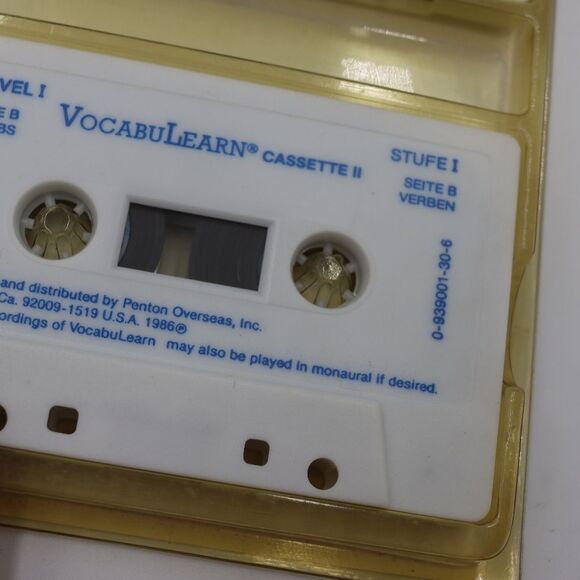 VEL I
E B
BS
VOCABULEARN® CASSETTE II
STUFE I
SEITE B
VERBEN
0-939001-30-6
and distributed by Penton Overseas, Inc.
Ca. 92009-1519 U.S.A. 1986℗
ordings of VocabuLearn may also be played in monaural if desired.